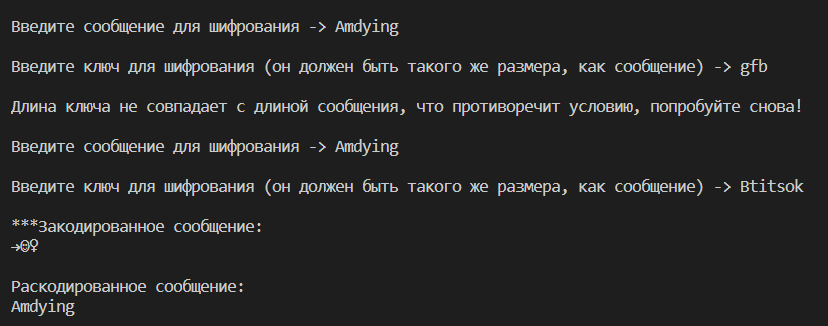 Введите сообщение для шифрования -> Amdying
Введите ключ для шифрования (он должен быть такого же размера, как сообщение) -> gfb
Длина ключа не совпадает с длиной сообщения, что противоречит условию, попробуйте снова!
Введите сообщение для шифрования -> Amdying
Введите ключ для шифрования (он должен быть такого же размера, как сообщение) -> Btitsok
***Закодированное сообщение:
→☺♀
Раскодированное сообщение:
Amdying